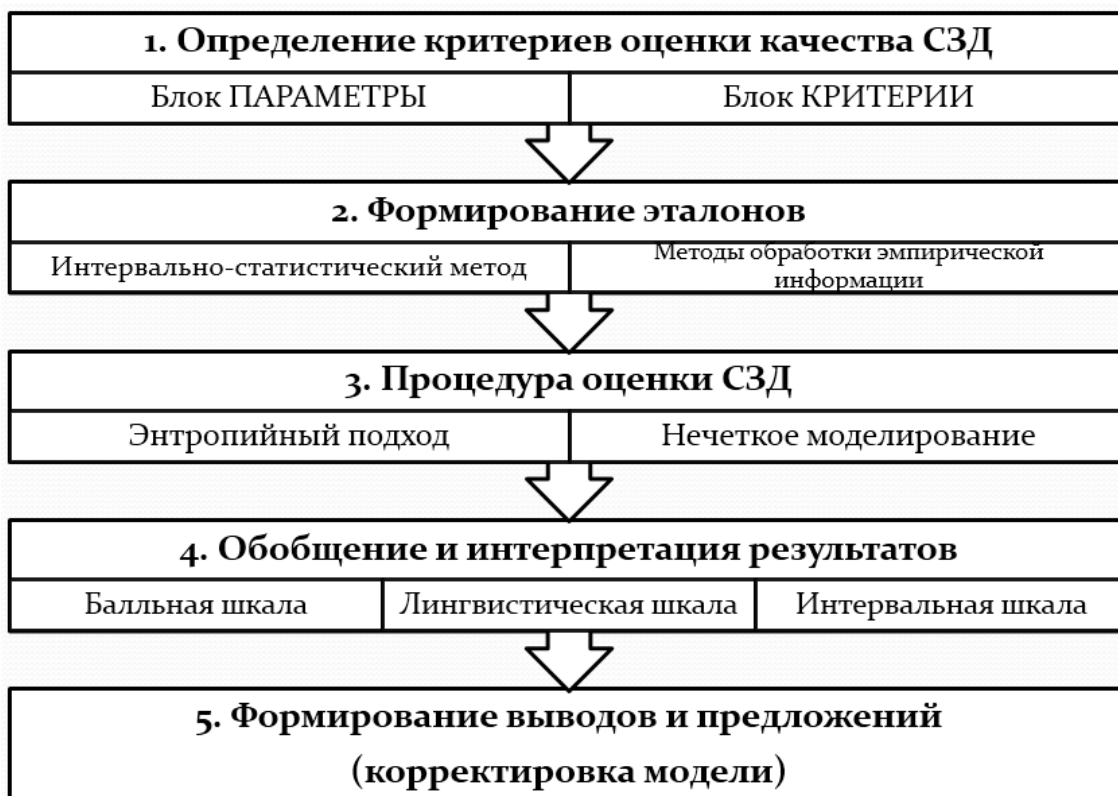 1. Определение критериев оценки качества СЗД
Блок ПАРАМЕТРЫ
Блок КРИТЕРИИ
2. Формирование эталонов
Интервально-статистический метод
Методы обработки эмпирической
информации
3. Процедура оценки СЗД
Энтропийный подход
Нечеткое моделирование
4. Обобщение и интерпретация результатов
Балльная шкала
Лингвистическая шкала
Интервальная шкала
5. Формирование выводов и предложений
(корректировка модели)